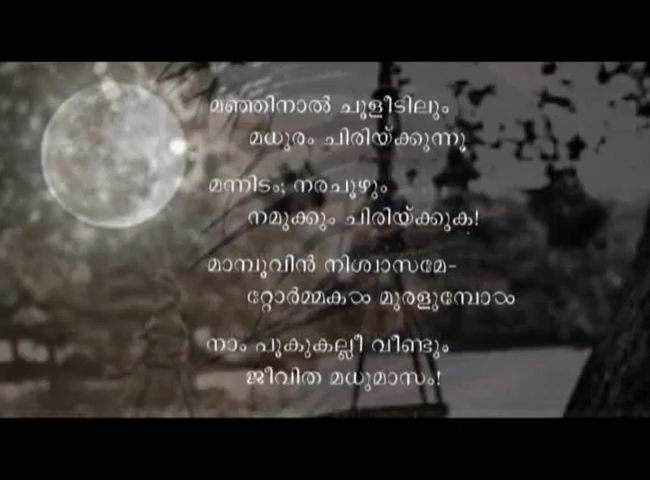 മഞ്ഞിനാൽ ചൂളീടിലും
മധുരം ചിരിയ്ക്കുന്നൂ
മന്നിടം; നരചൂഴും
നമുക്കും ചിരിയ്ക്കുക!
മാമ്പൂവിൻ നിശ്വാസമേ-
റ്റോർമ്മകൾ മുരളുമ്പോൾ
നാം പൂകുകല്ലീ വീണ്ടും
ജീവിത മധുമാസം!